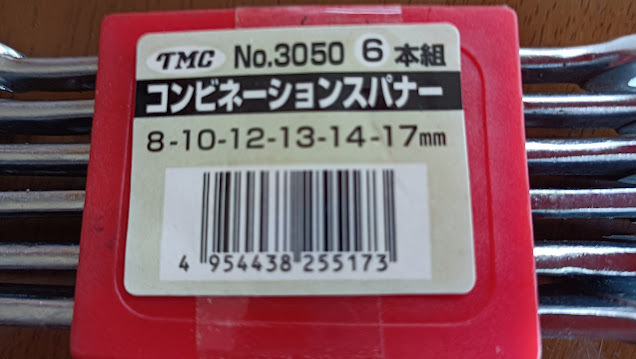 TMC No.3050 6本組
コンビネーションスパナー
8-10-12-13-14-17mm
4 954438 255173